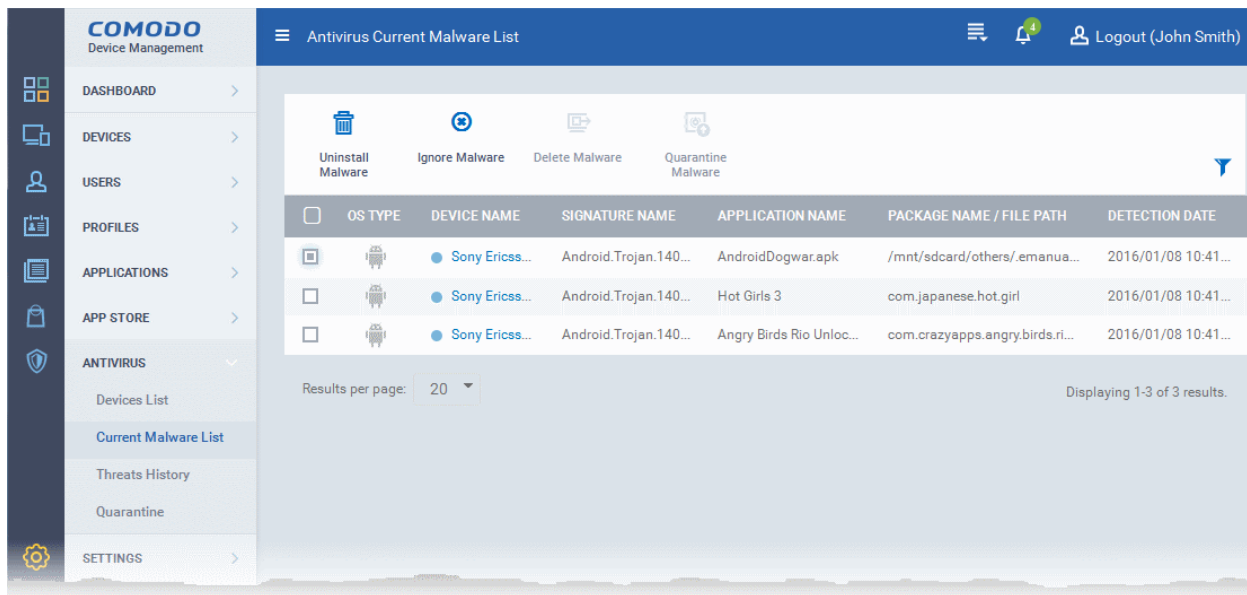 COMODO
Device Management
Antivirus Current Malware List
4
Logout (John Smith)
DASHBOARD
DEVICES
USERS
PROFILES
APPLICATIONS
APP STORE
ANTIVIRUS
Devices List
Current Malware List
Threats History
Quarantine
SETTINGS
Uninstall
Malware
Ignore Malware
Delete Malware
Quarantine
Malware
OS TYPE DEVICE NAME SIGNATURE NAME APPLICATION NAME PACKAGE NAME / FILE PATH DETECTION DATE
Sony Ericss... Android.Trojan.140... AndroidDogwar.apk /mnt/sdcard/others/.emanua... 2016/01/08 10:41...
Sony Ericss... Android.Trojan.140... Hot Girls 3 com.japanese.hot.girl 2016/01/08 10:41...
Sony Ericss... Android.Trojan.140... Angry Birds Rio Unloc... com.crazyapps.angry.birds.ri... 2016/01/08 10:41...
Results per page: 20
Displaying 1-3 of 3 results.